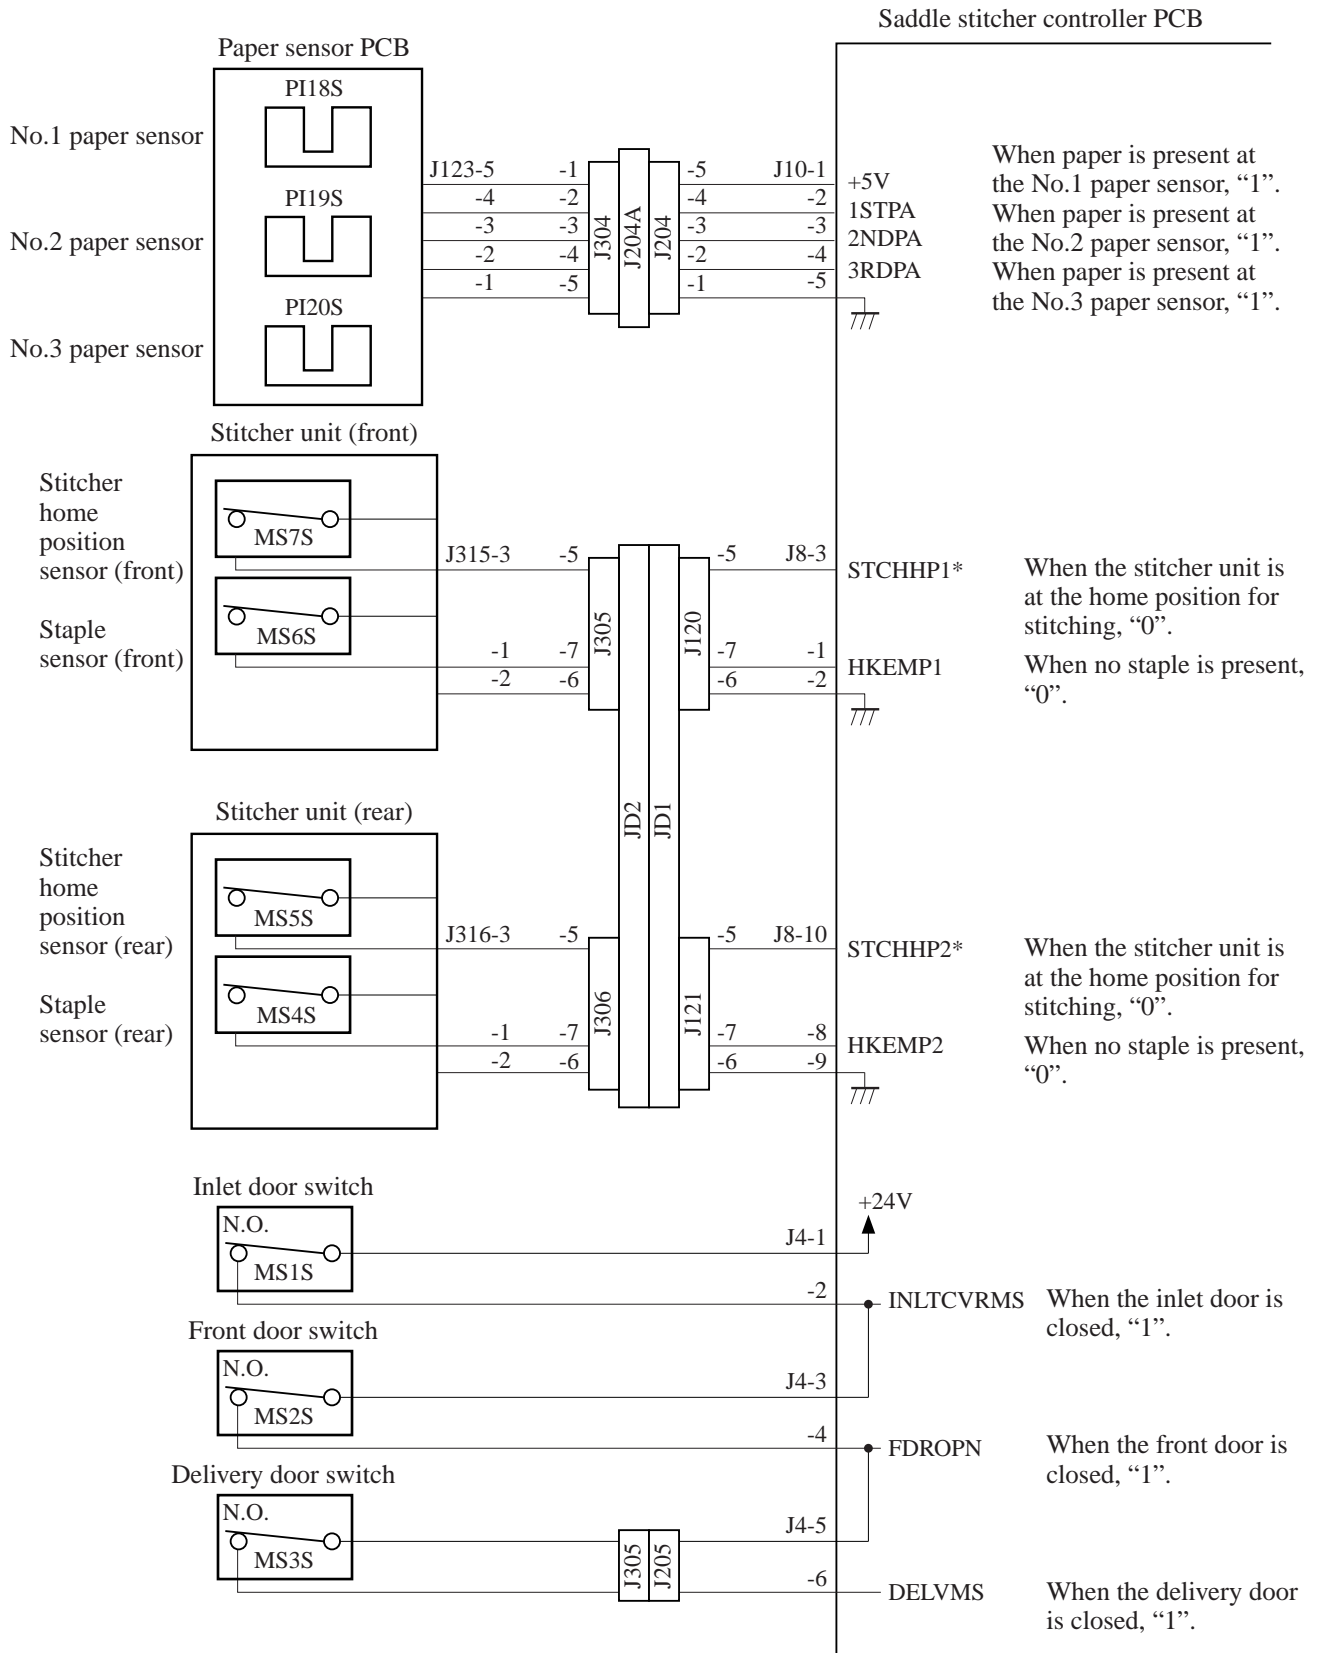 Saddle stitcher controller PCB
Paper sensor PCB
PI18S
No.1 paper sensor
PI19S
No.2 paper sensor
PI20S
No.3 paper sensor
J123-5 -1 -5 J10-1 +5V
-4 -2 -4 -2 1STPA
-3 -3 -3 -3 2NDPA
-2 -4 -2 -4 3RDPA
-1 -5 -1 -5
J304
J204A
J204
When paper is present at
the No.1 paper sensor, “1”.
When paper is present at
the No.2 paper sensor, “1”.
When paper is present at
the No.3 paper sensor, “1”.
Stitcher unit (front)
Stitcher
home
position
sensor (front)
MS7S
Staple
sensor (front)
MS6S
J315-3 -5 -5 J8-3 STCHHP1*
-1 -7 -7 -1 HKEMP1
-2 -6 -6 -2
J305
J120
When the stitcher unit is
at the home position for
stitching, “0”.
When no staple is present,
“0”.
JD2
JD1
Stitcher unit (rear)
Stitcher
home
position
sensor (rear)
MS5S
Staple
sensor (rear)
MS4S
J316-3 -5 -5 J8-10 STCHHP2*
-1 -7 -7 -8 HKEMP2
-2 -6 -6 -9
J306
J121
When the stitcher unit is
at the home position for
stitching, “0”.
When no staple is present,
“0”.
Inlet door switch
N.O.
MS1S
J4-1
+24V
-2 INLTCVRMS
When the inlet door is
closed, “1”.
Front door switch
N.O.
MS2S
J4-3
-4 FDROPN
When the front door is
closed, “1”.
Delivery door switch
N.O.
MS3S
J305
J205
J4-5
-6 DELVMS
When the delivery door
is closed, “1”.